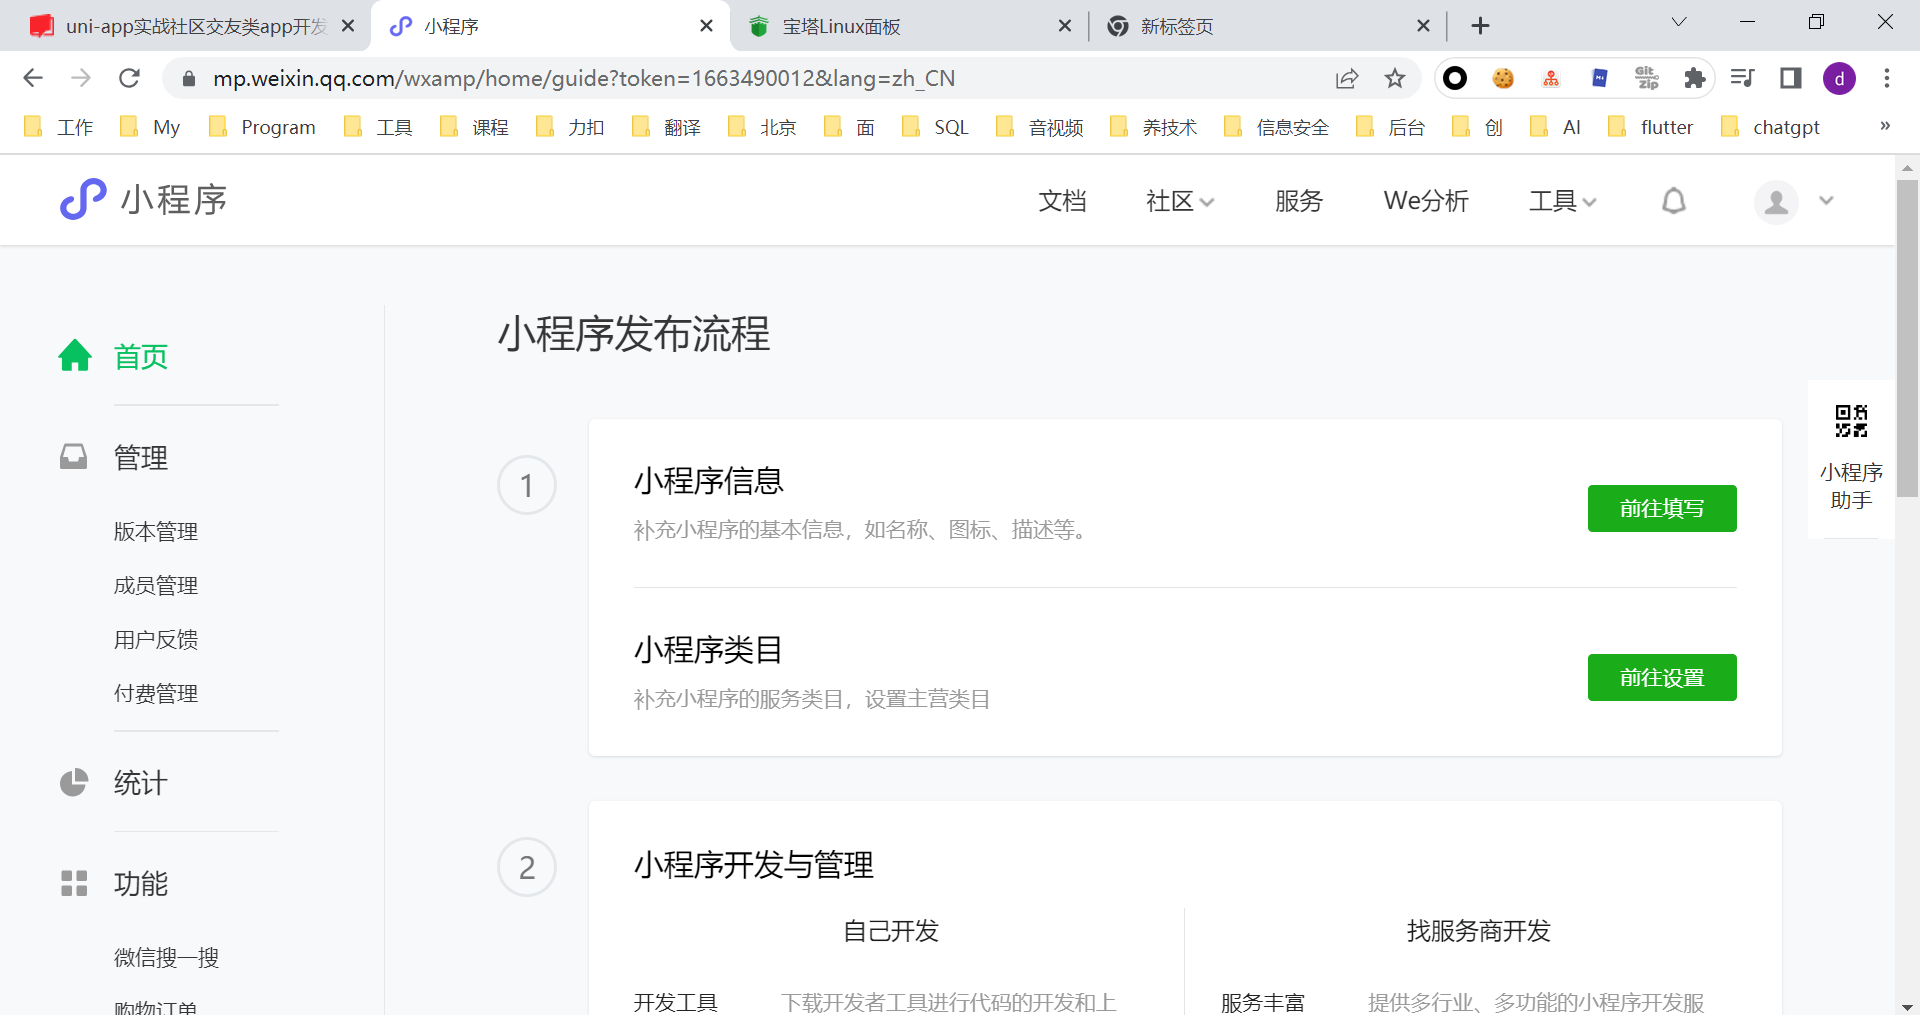 uni-app实战社区交友类app开发
小程序
宝塔Linux面板
新标签页
mp.weixin.qq.com/wxamp/home/guide?token=1663490012&lang=zh_CN
Git
zip
d
工作
My
Program
工具
课程
力扣
翻译
北京
面
SQL
音视频
养技术
信息安全
后台
创
AI
flutter
chatgpt
»
小程序
文档
社区
服务
We分析
工具
首页
管理
版本管理
成员管理
用户反馈
付费管理
统计
功能
微信搜一搜
购物订单
小程序发布流程
1
小程序信息
补充小程序的基本信息，如名称、图标、描述等。
前往填写
小程序类目
补充小程序的服务类目，设置主营类目
前往设置
2
小程序开发与管理
自己开发
开发工具
下载开发者工具进行代码的开发和上
找服务商开发
服务丰富
提供多行业、多功能的小程序开发服
小程序
助手